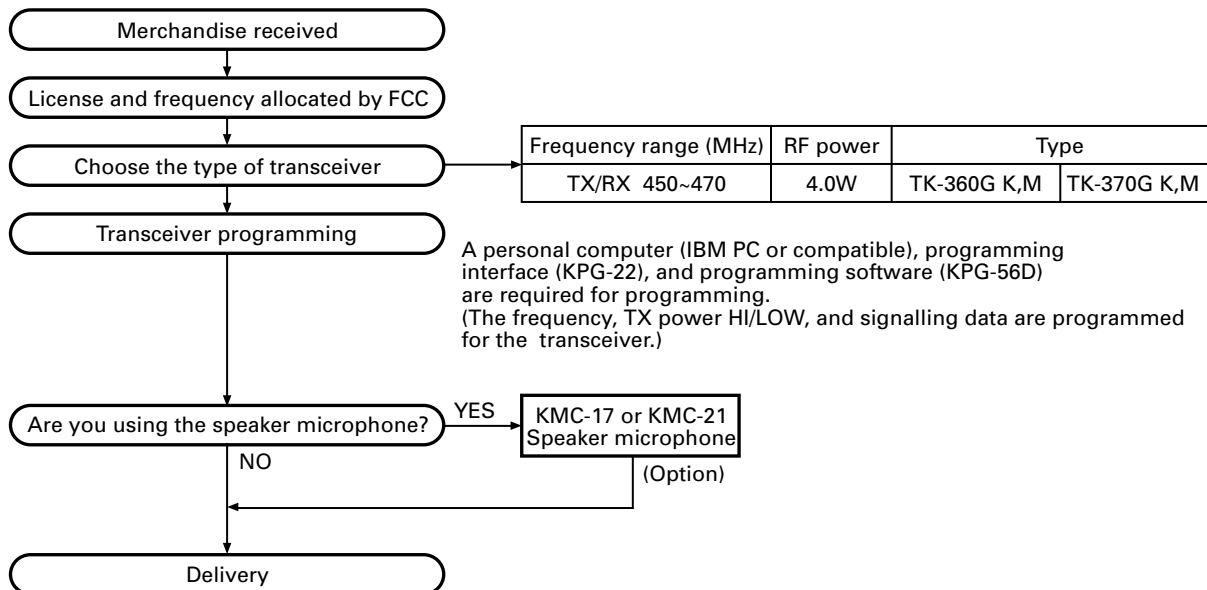 Merchandise received
License and frequency allocated by FCC
Choose the type of transceiver
Frequency range (MHz) RF power Type
TX/RX 450~470 4.0W TK-360G K,M TK-370G K,M
Transceiver programming
A personal computer (IBM PC or compatible), programming
interface (KPG-22), and programming software (KPG-56D)
are required for programming.
(The frequency, TX power HI/LOW, and signalling data are programmed
for the transceiver.)
Are you using the speaker microphone?
YES
KMC-17 or KMC-21
Speaker microphone
NO
(Option)
Delivery